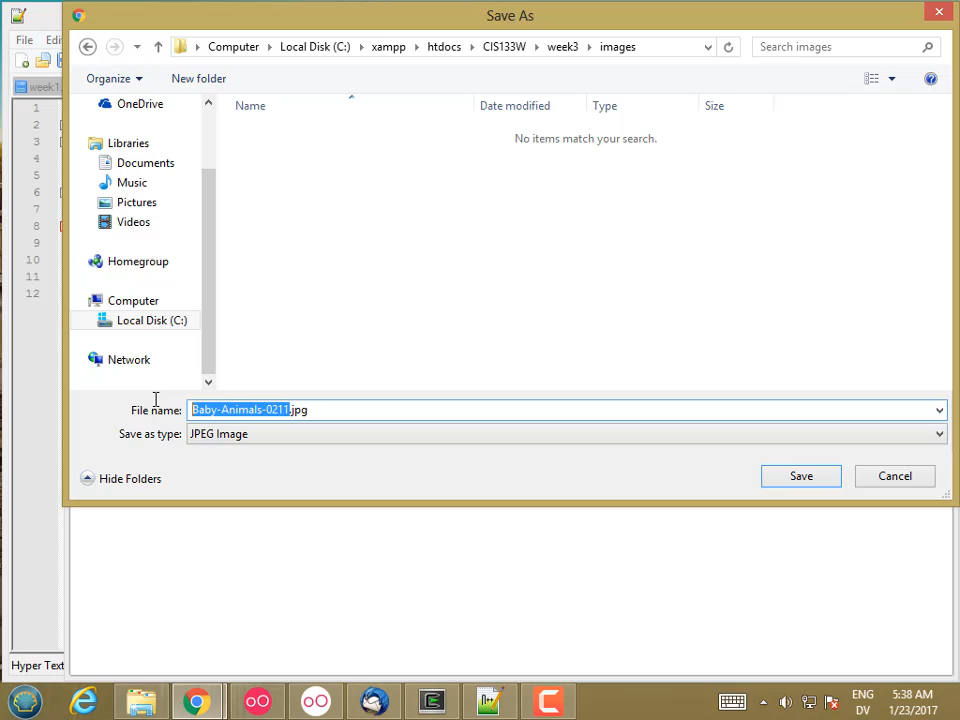 Save As
File
Edi
Computer
Local Disk (C:)
xampp
htdocs
CIS133W
week3
images
Search images
Organize
New folder
week1
Name
Date modified
Type
Size
No items match your search.
OneDrive
Libraries
Documents
Music
Pictures
Videos
Homegroup
Computer
Local Disk (C:)
Network
1
2
3
4
5
6
7
8
9
10
11
12
File name:
Baby-Animals-0211.jpg
Save as type:
JPEG Image
Hide Folders
Save
Cancel
Hyper Text
ENG
DV
5:38 AM
1/23/2017